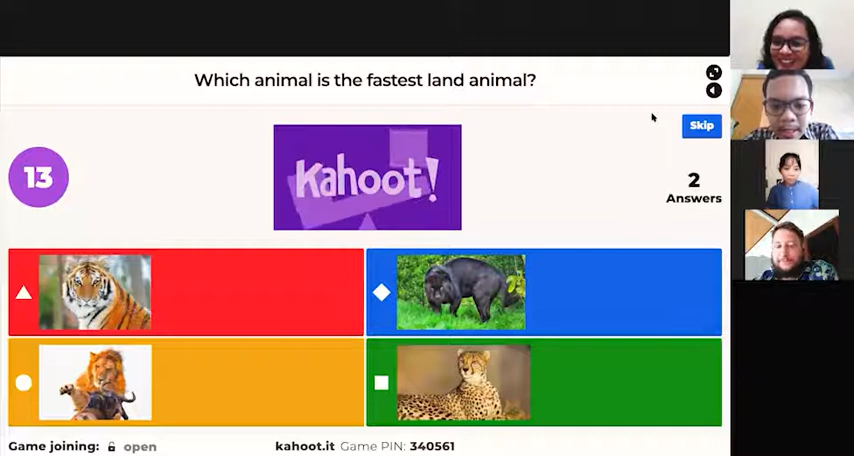 Which animal is the fastest land animal?
Skip
13
Kahoot!
2
Answers
Game joining: open
kahoot.it Game PIN: 340561